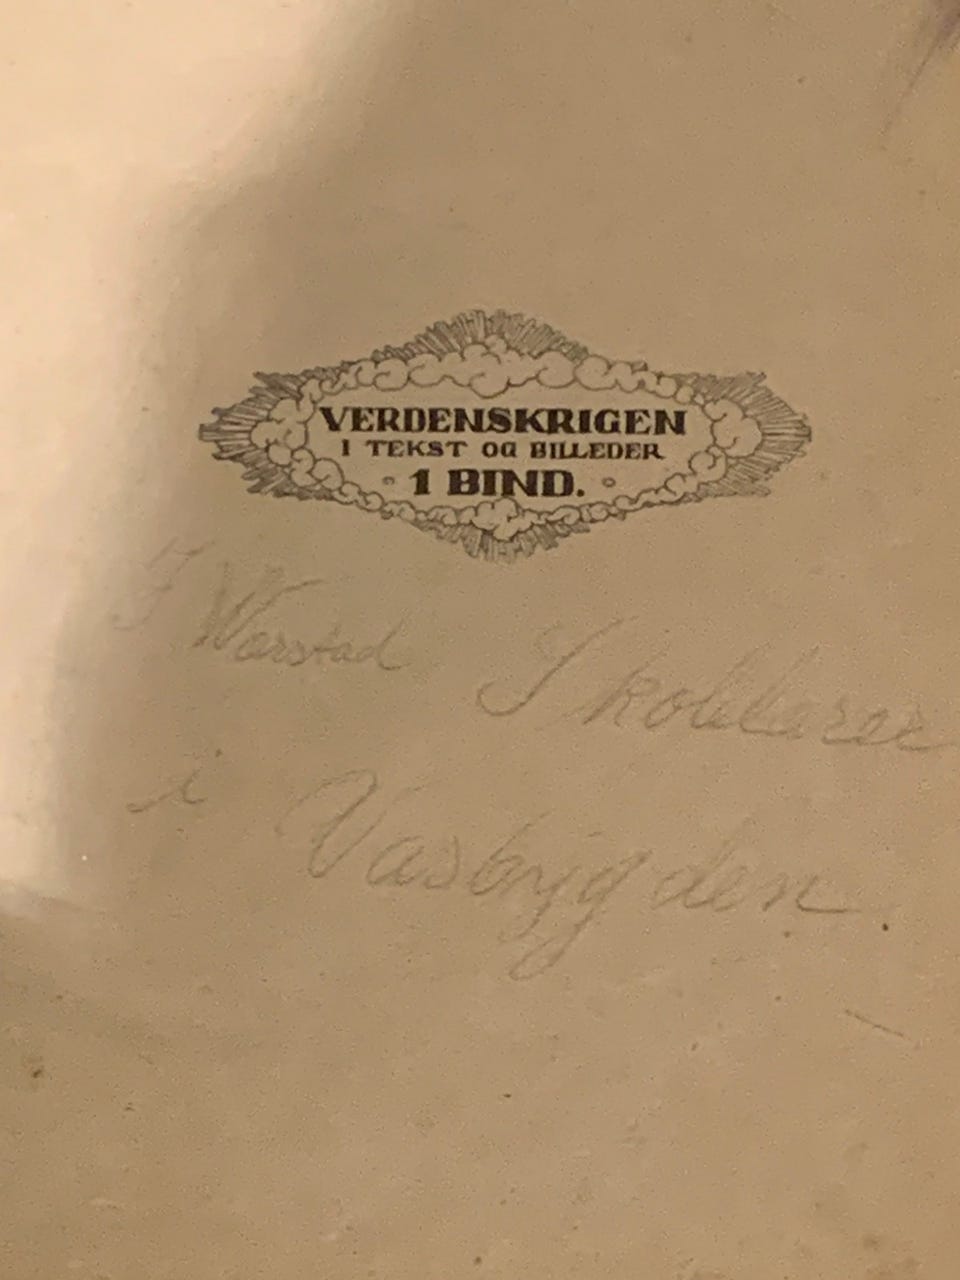 VERDENSKRIGEN
I TEKST OG BILLEDER
1 BIND.
J Warstad Skolelærer
i Vasbygden